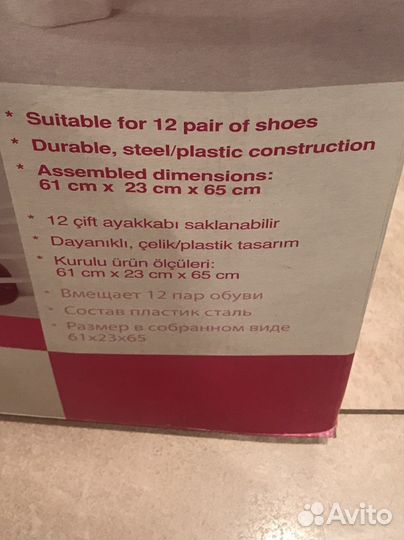 * Suitable for 12 pair of shoes
* Durable, steel/plastic construction
* Assembled dimensions:
61 cm x 23 cm x 65 cm
* 12 çift ayakkabı saklanabilir
* Dayanıklı, çelik/plastik tasarım
* Kurulu ürün ölçüleri:
61 cm x 23 cm x 65 cm
* Вмещает 12 пар обуви
* Состав пластик сталь
* Размер в собранном виде
61x23x65
Avito